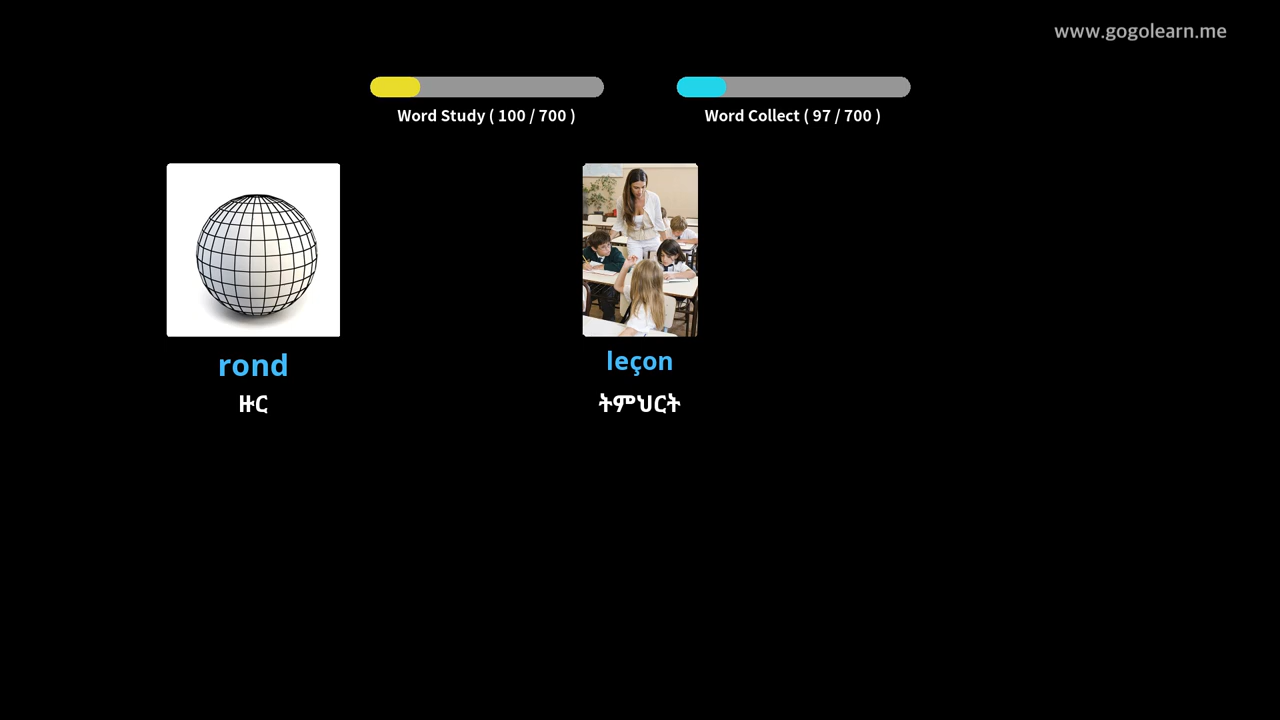 www.gogolearn.me
Word Study ( 100 / 700 )
Word Collect ( 97 / 700 )
rond
ዙር
leçon
ትምህርት